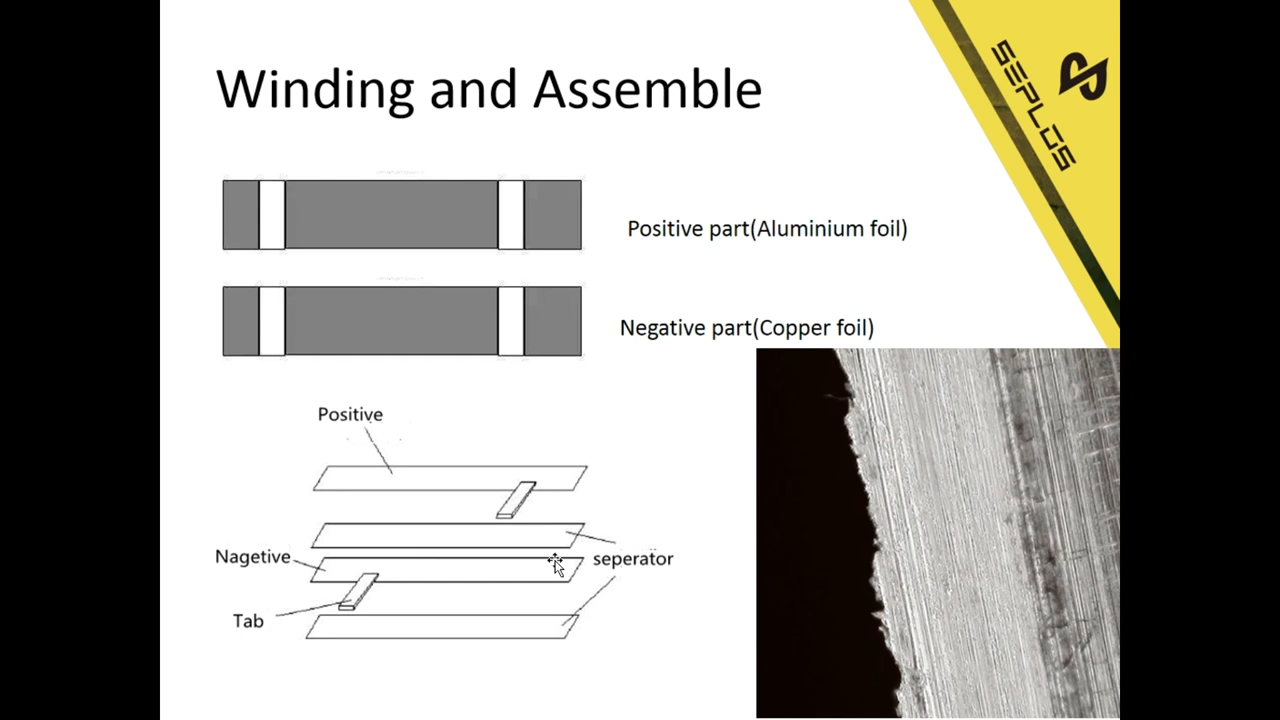 Winding and Assemble
SEPLOS
Positive part(Aluminium foil)
Negative part(Copper foil)
Positive
Nagetive
seperator
Tab